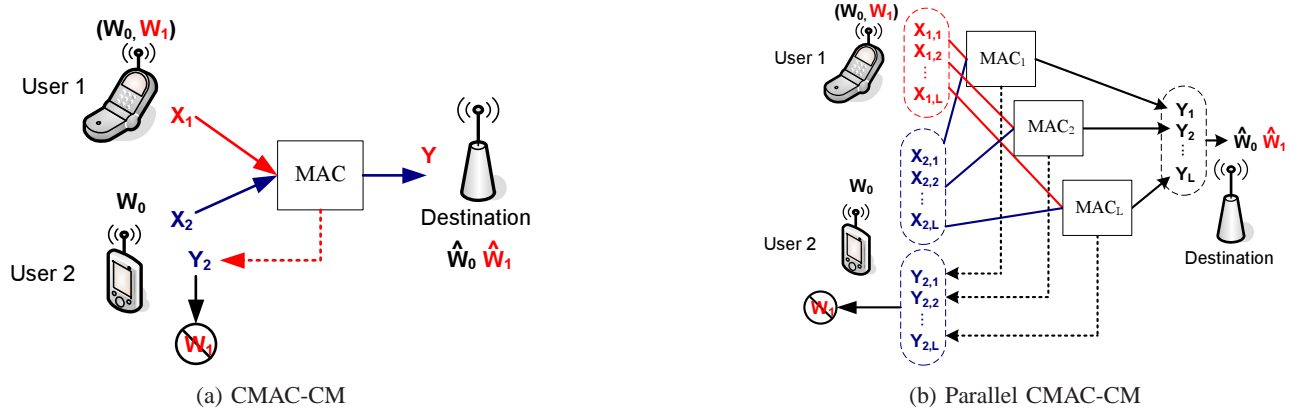 (W₀, W₁)
User 1
X₁
MAC
Y
W₀
X₂
Destination
Ŵ₀ Ŵ₁
User 2
Y₂
W₁
(a) CMAC-CM
(W₀, W₁)
User 1
X₁,₁
X₁,₂
⋮
X₁,L
MAC₁
MAC₂
MAC_L
Y₁
Y₂
⋮
Y_L
Ŵ₀ Ŵ₁
X₂,₁
X₂,₂
⋮
X₂,L
W₀
User 2
Destination
Y₂,₁
Y₂,₂
⋮
Y₂,L
W₁
(b) Parallel CMAC-CM